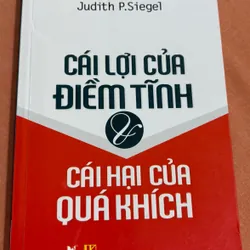 Judith P.Siegel
CÁI LỢI CỦA
ĐIỀM TĨNH
&
CÁI HẠI CỦA
QUÁ KHÍCH